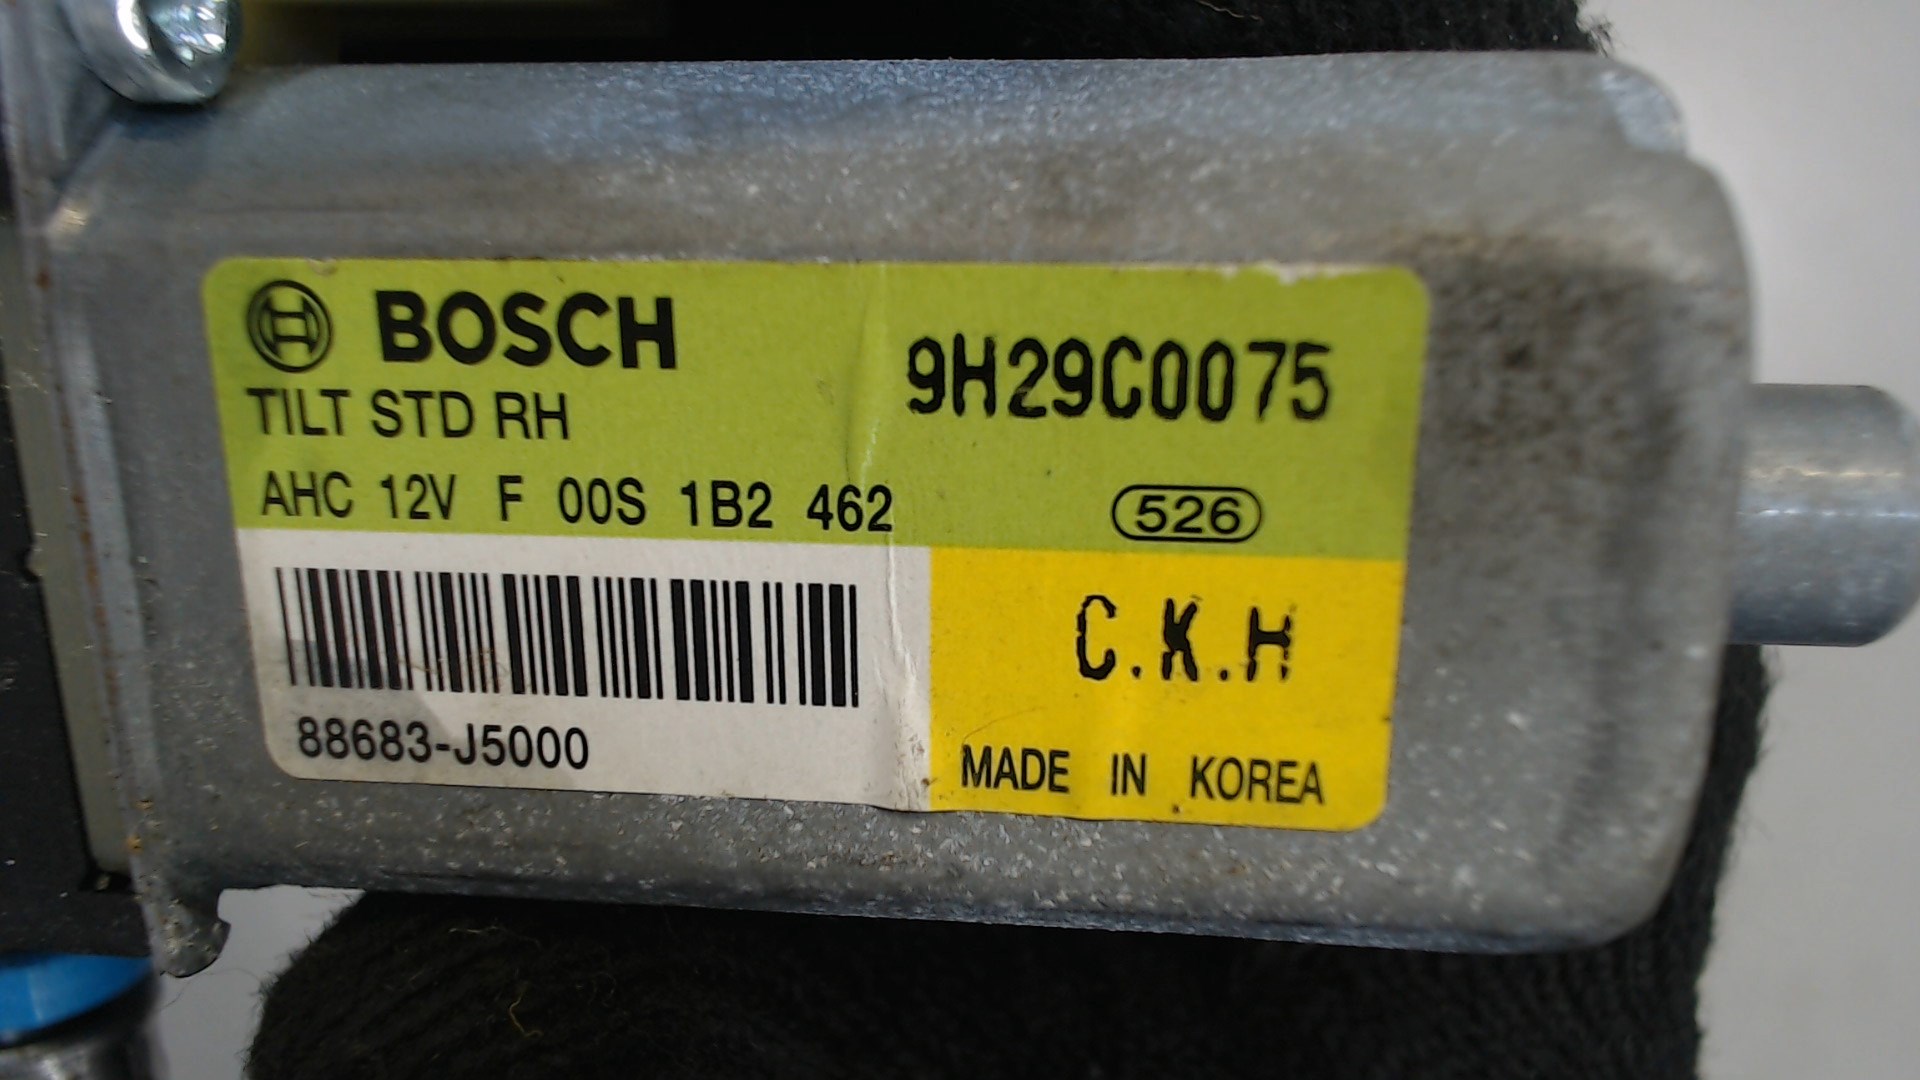 BOSCH
9H29C0075
TILT STD RH
AHC 12V F 00S 1B2 462
526
C.K.H
88683-J5000
MADE IN KOREA